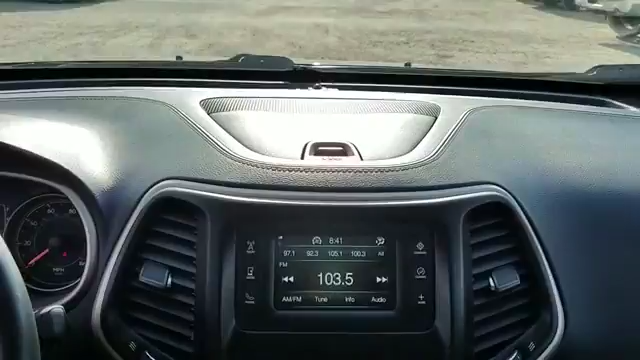 8:41
97.1 92.3 105.1 100.3 All
FM
103.5
AM/FM Tune Info Audio
MPH